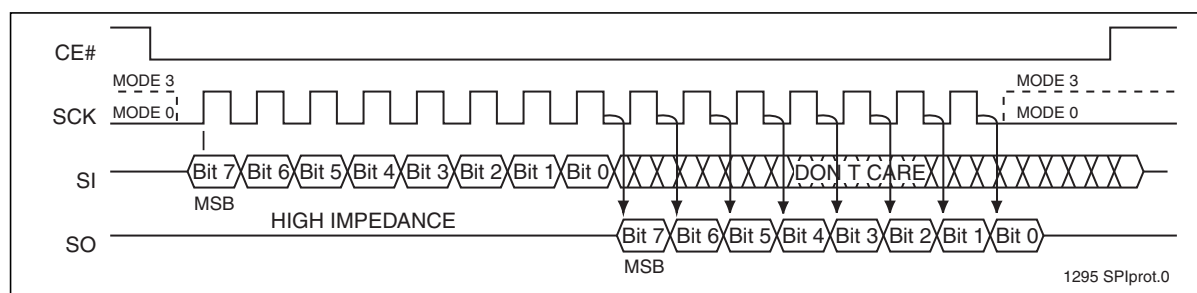 CE#
MODE 3
MODE 3
SCK
MODE 0
MODE 0
SI
Bit 7 Bit 6 Bit 5 Bit 4 Bit 3 Bit 2 Bit 1 Bit 0
DON T CARE
MSB
HIGH IMPEDANCE
SO
Bit 7 Bit 6 Bit 5 Bit 4 Bit 3 Bit 2 Bit 1 Bit 0
MSB
1295 SPIprot.0